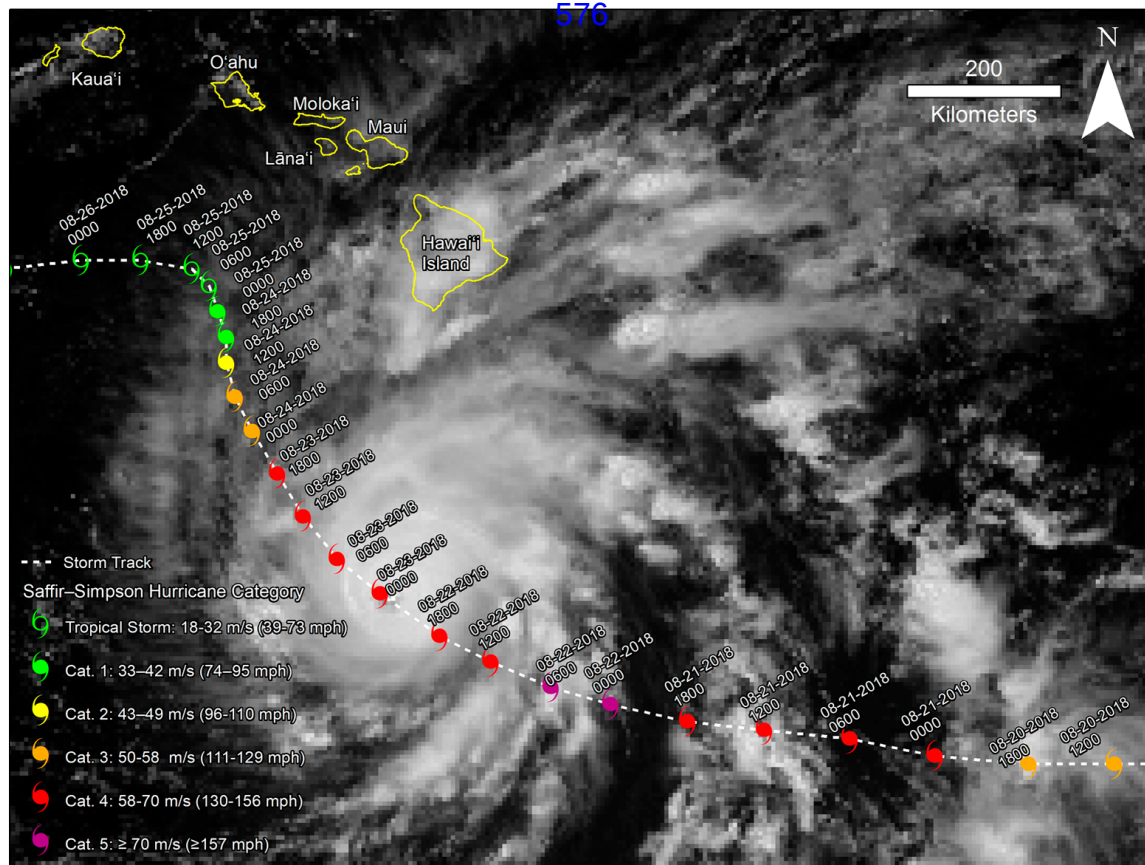 576
N
200
Kilometers
Kauaʻi
Oʻahu
Molokaʻi
Maui
Lānaʻi
Hawaiʻi
Island
08-26-2018
0000
08-25-2018
1800
08-25-2018
1200
08-25-2018
0600
08-25-2018
0000
08-24-2018
1800
08-24-2018
1200
08-24-2018
0600
08-24-2018
0000
08-23-2018
1800
08-23-2018
1200
08-23-2018
0600
08-23-2018
0000
08-22-2018
1800
08-22-2018
1200
08-22-2018
0600
08-22-2018
0000
08-21-2018
1800
08-21-2018
1200
08-21-2018
0600
08-21-2018
0000
08-20-2018
1800
08-20-2018
1200
Storm Track
Saffir–Simpson Hurricane Category
Tropical Storm: 18-32 m/s (39-73 mph)
Cat. 1: 33–42 m/s (74–95 mph)
Cat. 2: 43–49 m/s (96-110 mph)
Cat. 3: 50-58 m/s (111-129 mph)
Cat. 4: 58-70 m/s (130-156 mph)
Cat. 5: ≥ 70 m/s (≥157 mph)